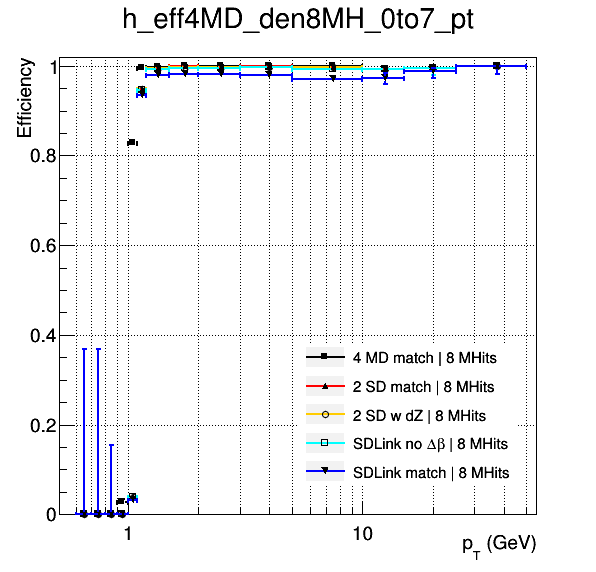 h_eff4MD_den8MH_0to7_pt
Efficiency
1
0.8
0.6
0.4
0.2
0
4 MD match | 8 MHits
2 SD match | 8 MHits
2 SD w dZ | 8 MHits
SDLink no Δβ | 8 MHits
SDLink match | 8 MHits
1 10
p_T (GeV)